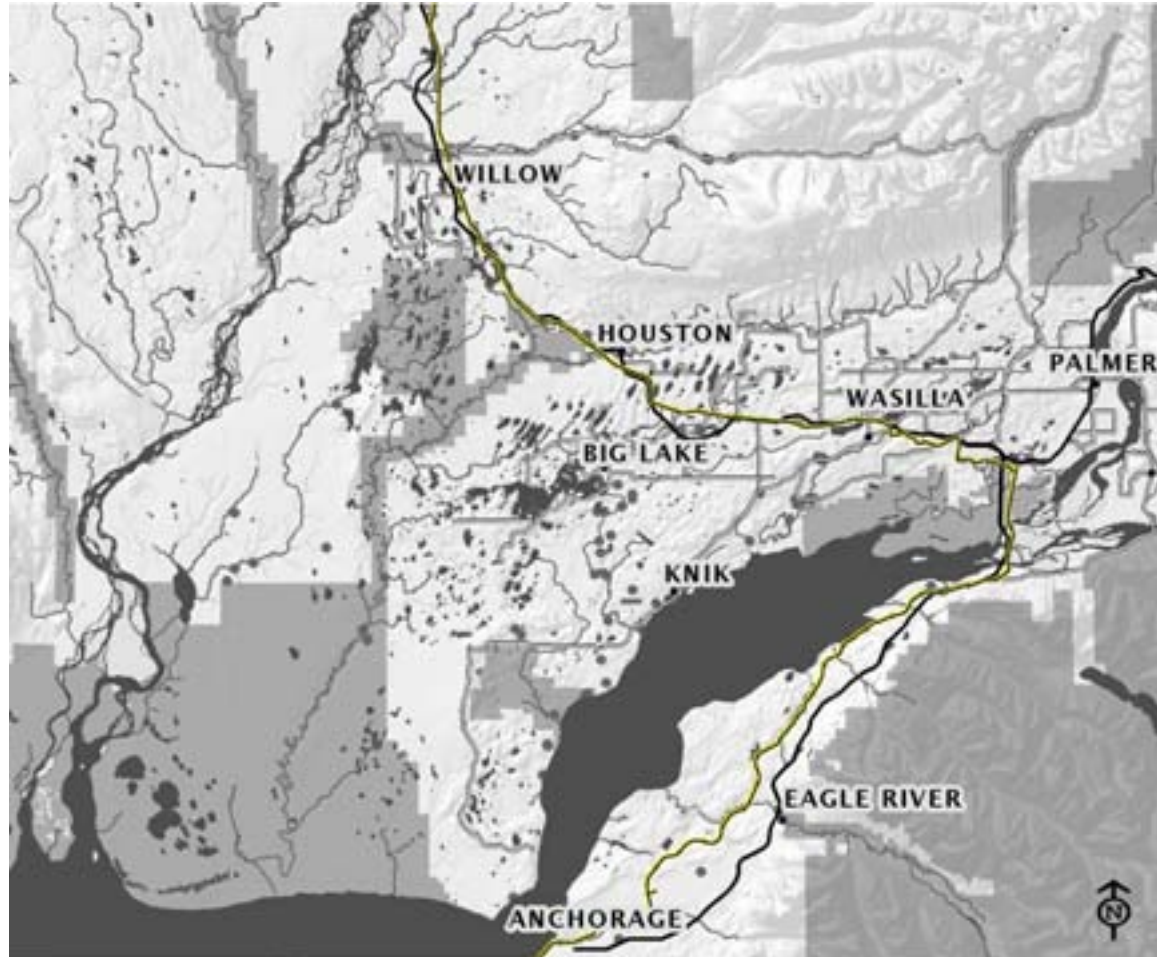 WILLOW
HOUSTON
PALMER
WASILLA
BIG LAKE
KNIK
EAGLE RIVER
ANCHORAGE
N